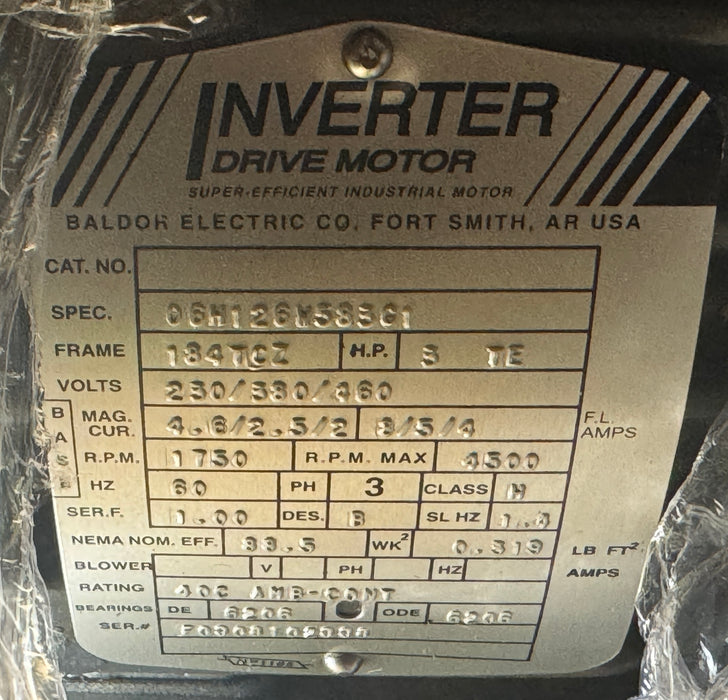 INVERTER
DRIVE MOTOR
SUPER-EFFICIENT INDUSTRIAL MOTOR
BALDOR ELECTRIC CO. FORT SMITH, AR USA
CAT. NO.
SPEC.
FRAME 184TCZ H.P. 3 TE
VOLTS 230/380/460
BASE
MAG. CUR. 4.6/2.5/2 8/5/4 F.L. AMPS
R.P.M. 1750 R.P.M. MAX 4500
HZ 60 PH 3 CLASS H
SER.F. 1.00 DES. B SL HZ
NEMA NOM. EFF. WK² 0.319 LB FT²
BLOWER V PH HZ AMPS
RATING 40C AMB-CONT
BEARINGS DE 6206 ODE 6206
SER.#